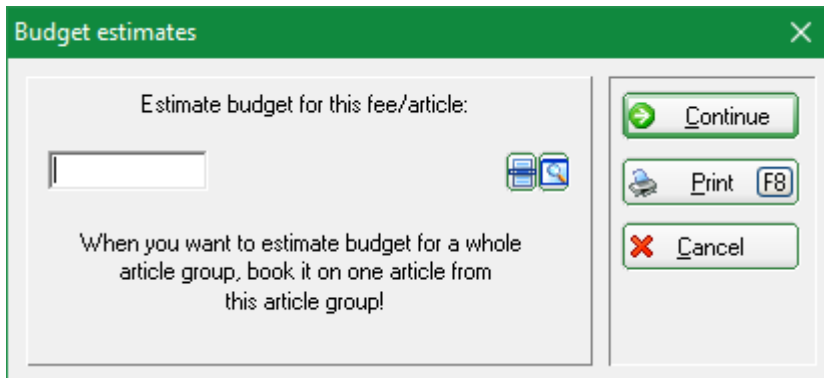 Budget estimates
Estimate budget for this fee/article:
When you want to estimate budget for a whole
article group, book it on one article from
this article group!
Continue
Print F8
Cancel